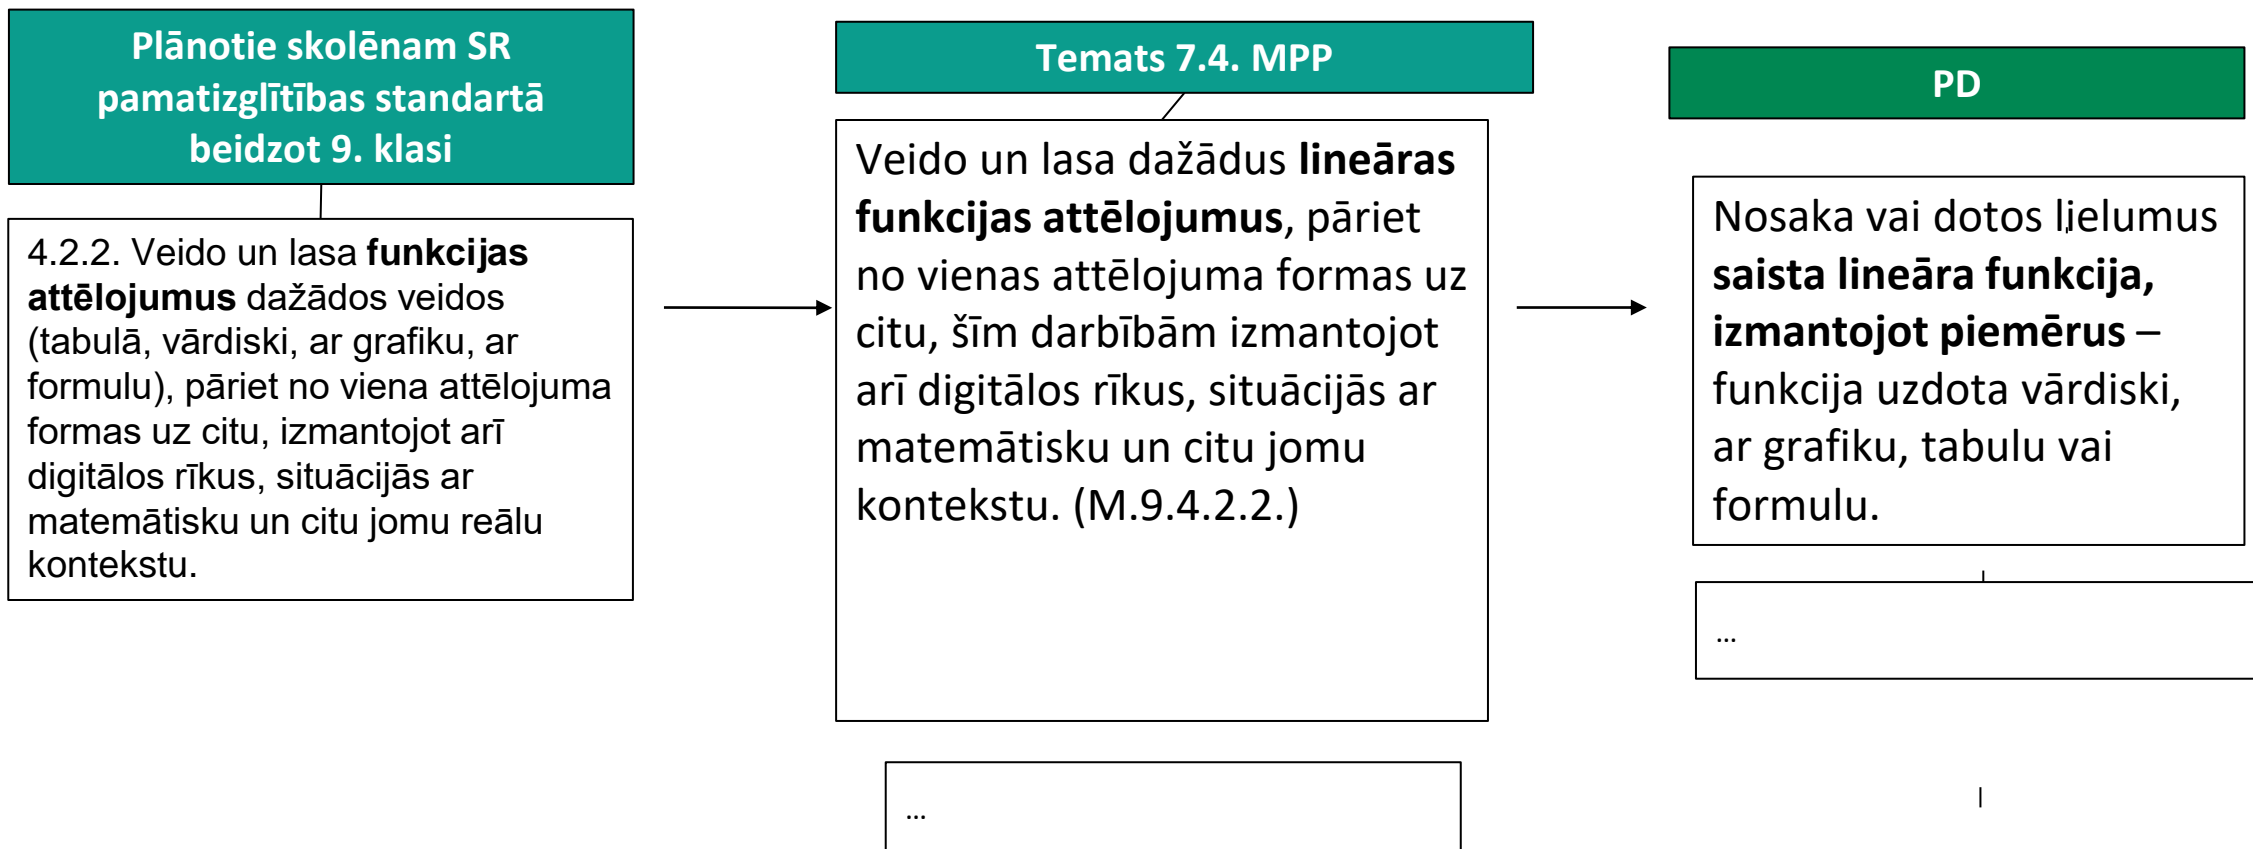 Plānotie skolēnam SR
pamatizglītības standartā
beidzot 9. klasi
4.2.2. Veido un lasa funkcijas
attēlojumus dažādos veidos
(tabulā, vārdiski, ar grafiku, ar
formulu), pāriet no viena attēlojuma
formas uz citu, izmantojot arī
digitālos rīkus, situācijās ar
matemātisku un citu jomu reālu
kontekstu.
Temats 7.4. MPP
Veido un lasa dažādus lineāras
funkcijas attēlojumus, pāriet
no vienas attēlojuma formas uz
citu, šīm darbībām izmantojot
arī digitālos rīkus, situācijās ar
matemātisku un citu jomu
kontekstu. (M.9.4.2.2.)
...
PD
Nosaka vai dotos lielumus
saista lineāra funkcija,
izmantojot piemērus –
funkcija uzdota vārdiski,
ar grafiku, tabulu vai
formulu.
...